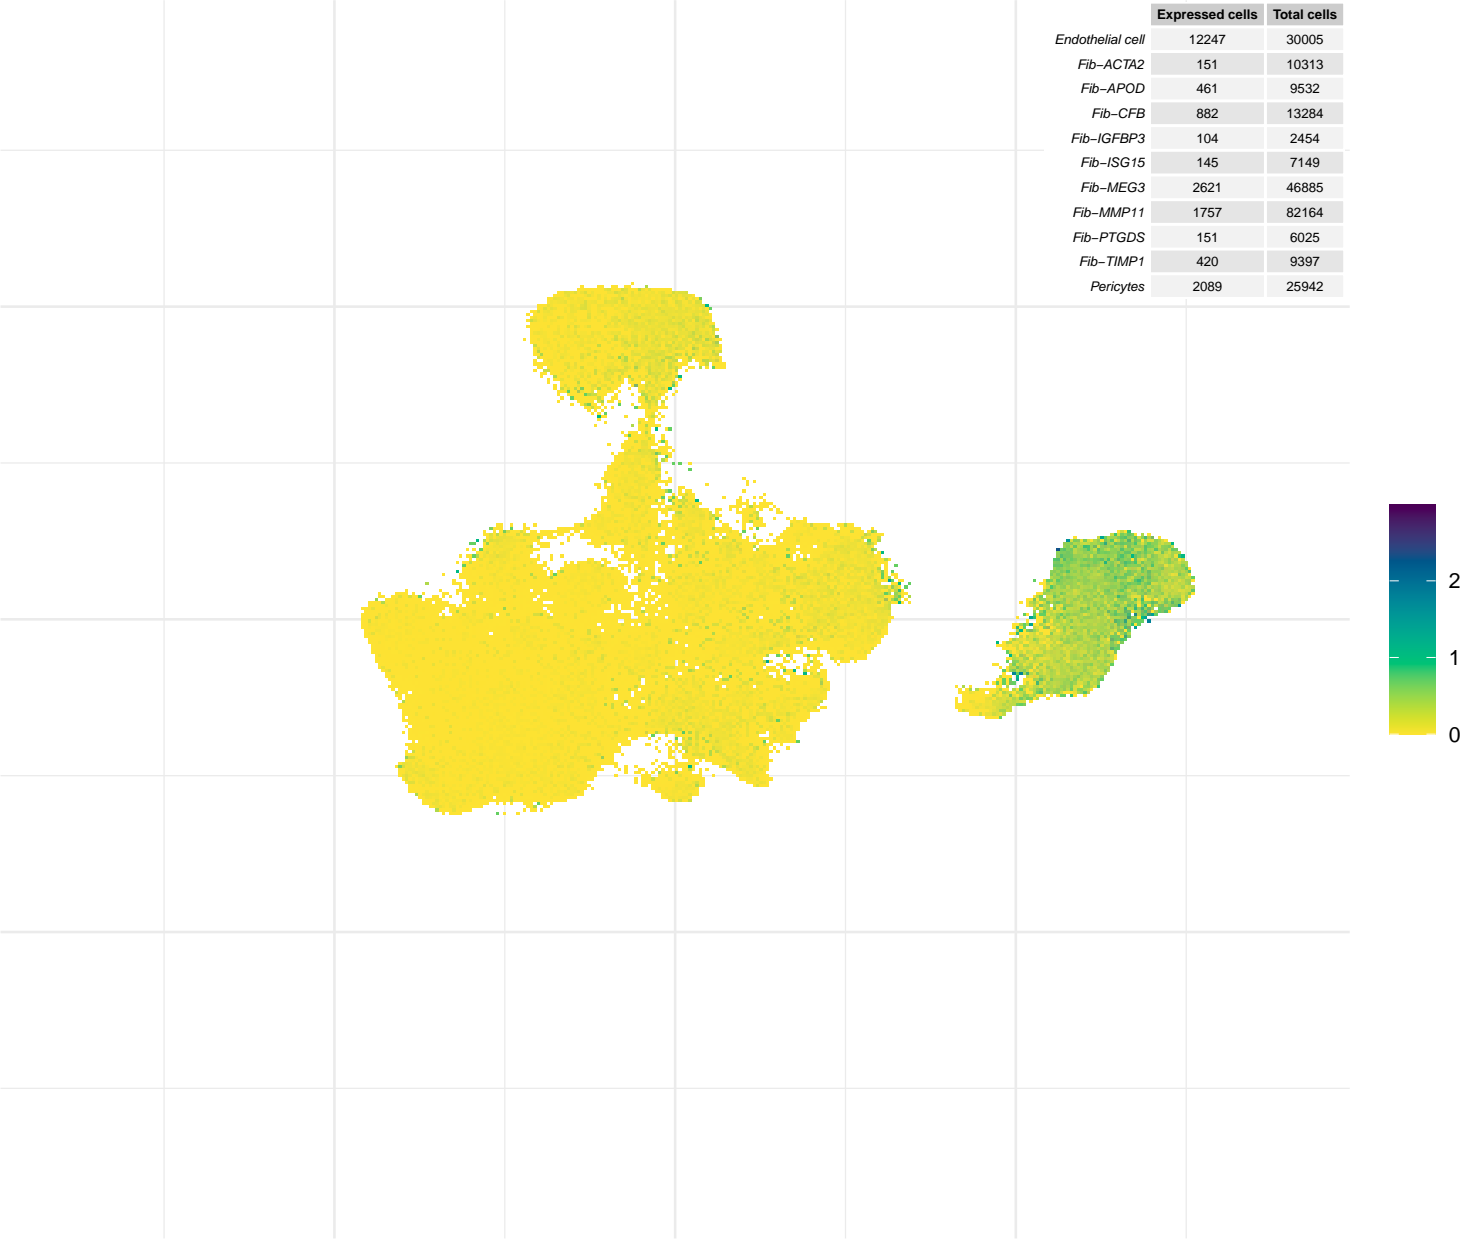 Expressed cells Total cells
Endothelial cell 12247 30005
Fib−ACTA2 151 10313
Fib−APOD 461 9532
Fib−CFB 882 13284
Fib−IGFBP3 104 2454
Fib−ISG15 145 7149
Fib−MEG3 2621 46885
Fib−MMP11 1757 82164
Fib−PTGDS 151 6025
Fib−TIMP1 420 9397
Pericytes 2089 25942
2
1
0